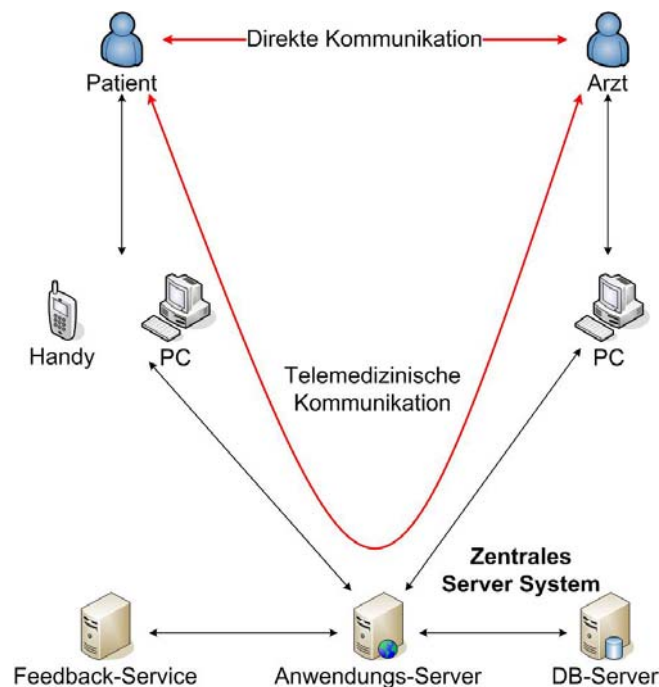 Direkte Kommunikation
Patient
Arzt
Handy
PC
PC
Telemedizinische
Kommunikation
Zentrales
Server System
Feedback-Service
Anwendungs-Server
DB-Server